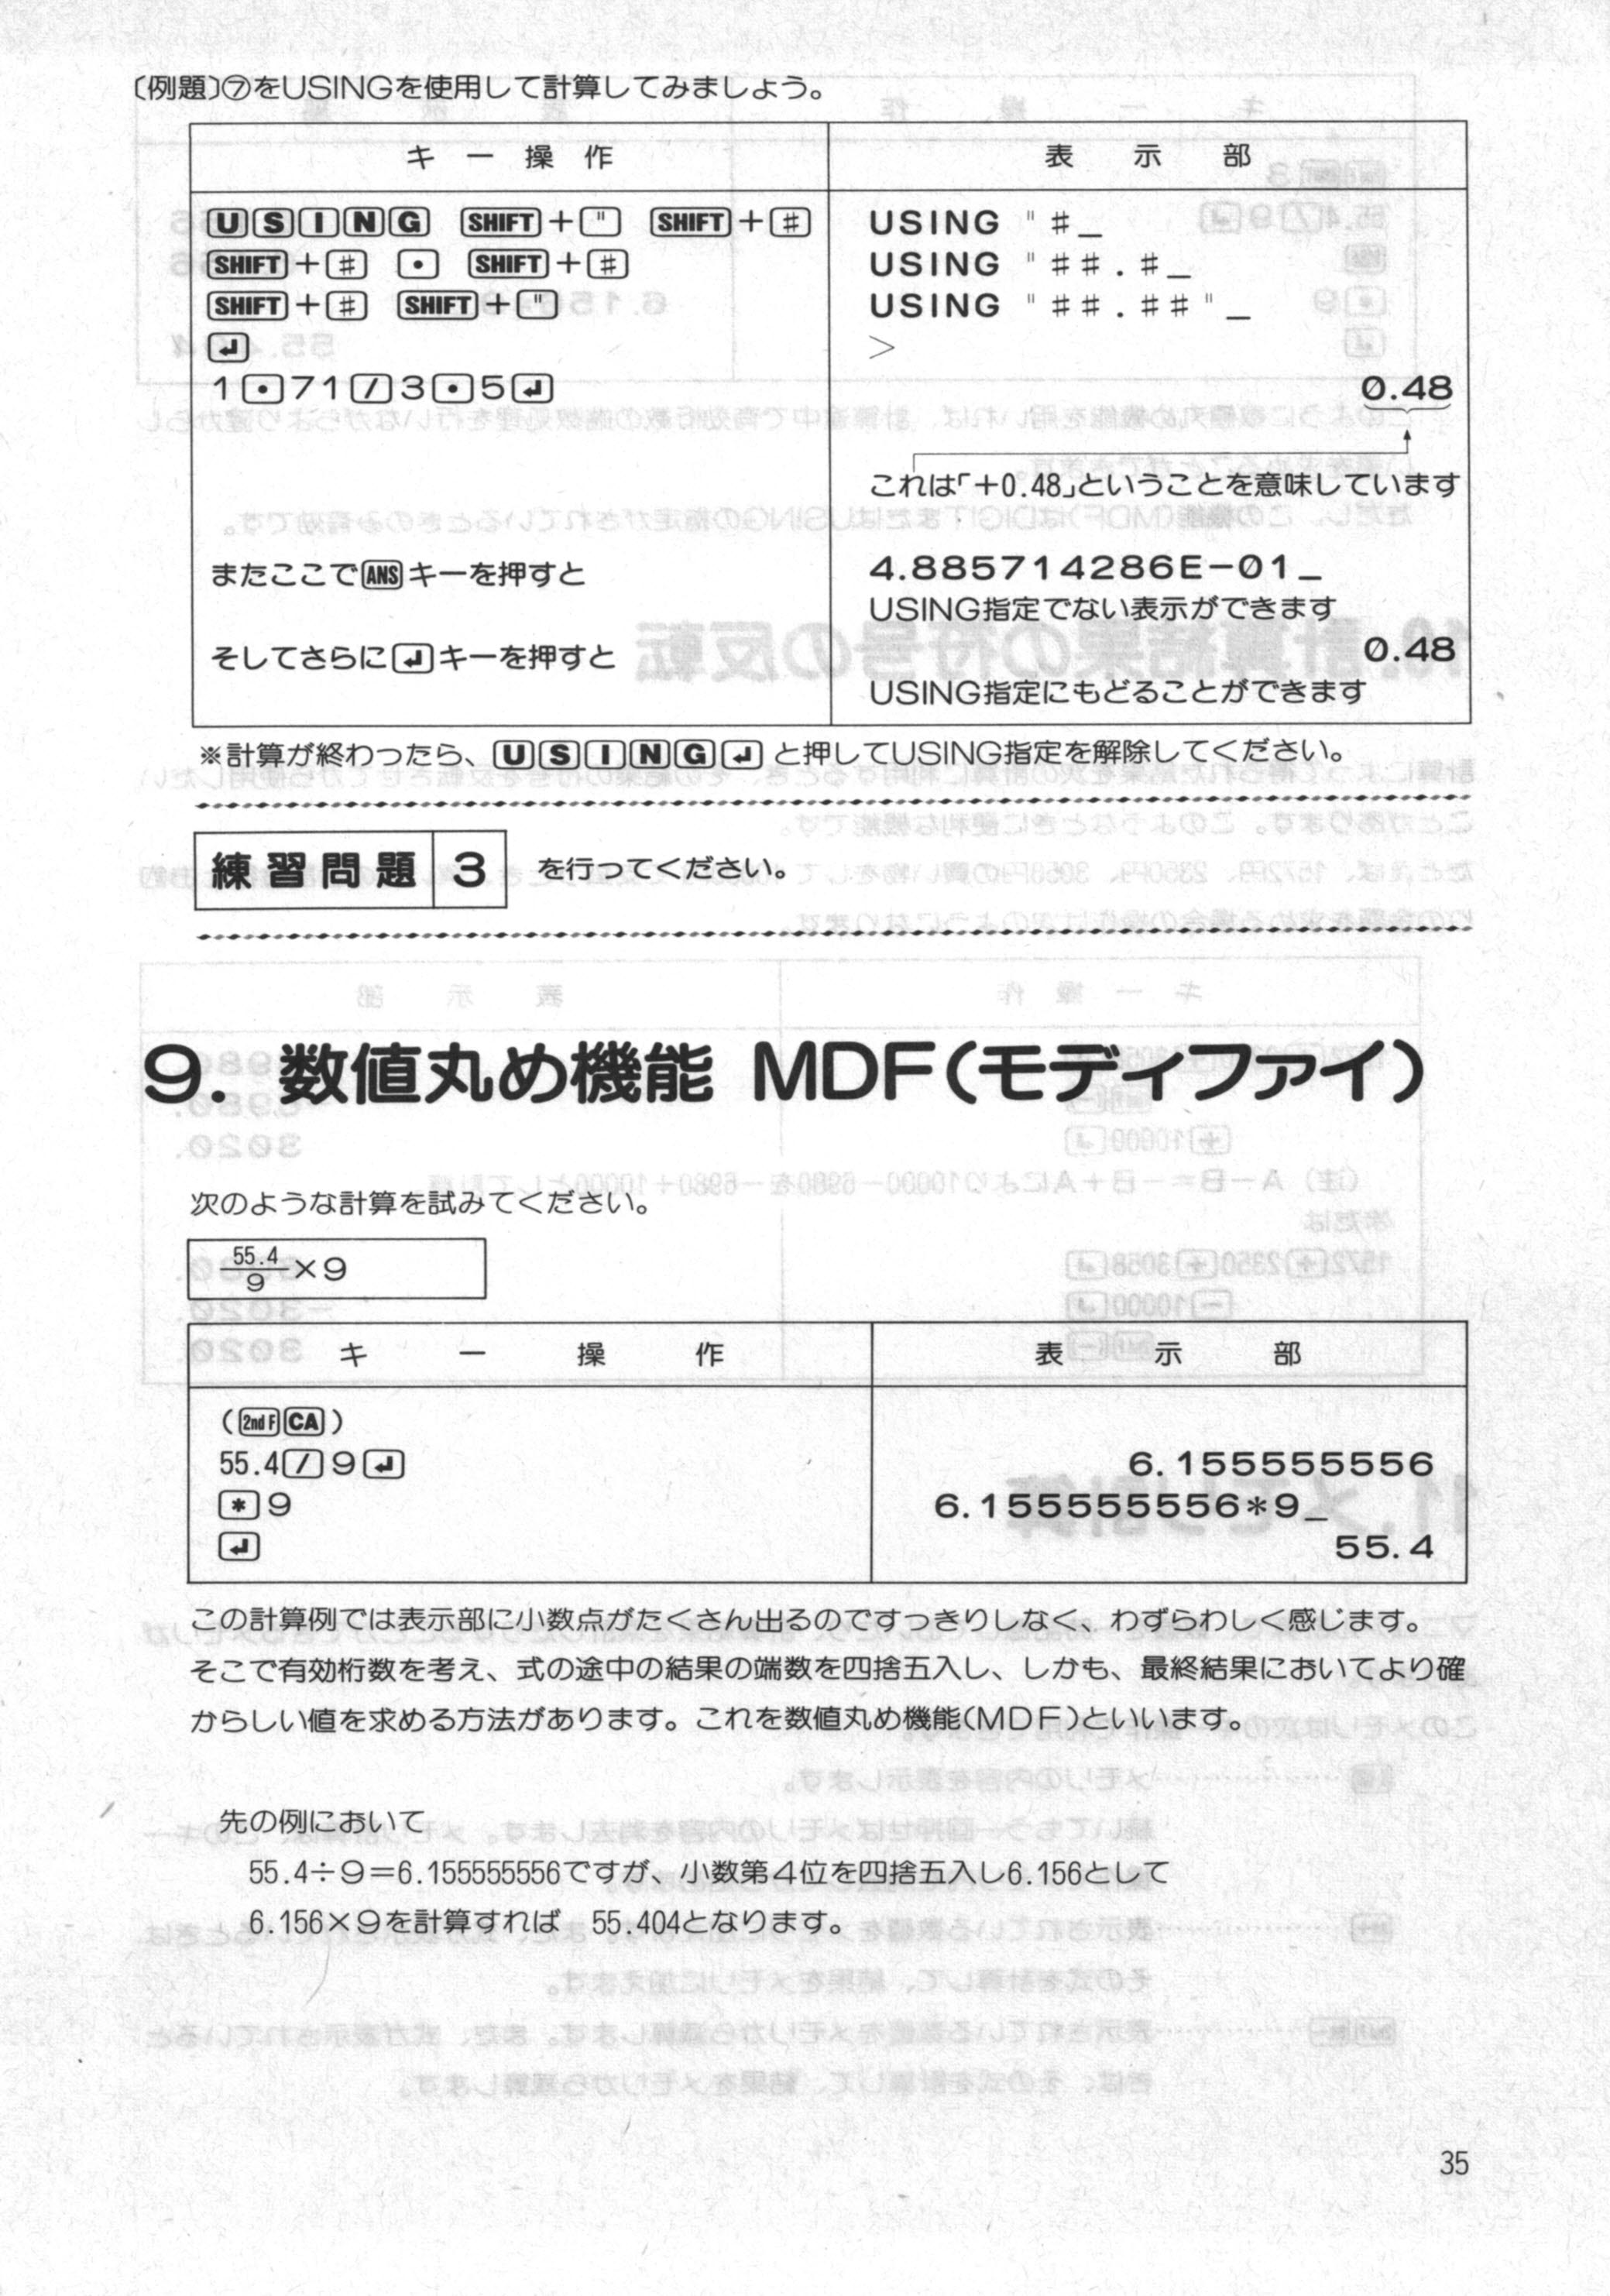 〔例題〕⑦をUSINGを使用して計算してみましょう。
キー操作 表示部
U S I N G SHIFT+" SHIFT+# USING "#_
SHIFT+# ・ SHIFT+# USING "##.#_
SHIFT+# SHIFT+" USING "##.##"_
↵ >
1・71/3・5↵ 0.48
これは「+0.48」ということを意味しています
またここでANSキーを押すと 4.885714286E-01_
USING指定でない表示ができます
そしてさらに↵キーを押すと 0.48
USING指定にもどることができます
※計算が終わったら、U S I N G ↵と押してUSING指定を解除してください。
練習問題 3 を行ってください。
9. 数値丸め機能 MDF(モディファイ)
次のような計算を試みてください。
55.4/9×9
キー操作 表示部
(2nd F CA)
55.4/9↵ 6.155555556
*9 6.155555556*9_
↵ 55.4
この計算例では表示部に小数点がたくさん出るのですっきりしなく、わずらわしく感じます。
そこで有効桁数を考え、式の途中の結果の端数を四捨五入し、しかも、最終結果においてより確
からしい値を求める方法があります。これを数値丸め機能(MDF)といいます。
先の例において
55.4÷9=6.155555556ですが、小数第4位を四捨五入し6.156として
6.156×9を計算すれば 55.404となります。
35